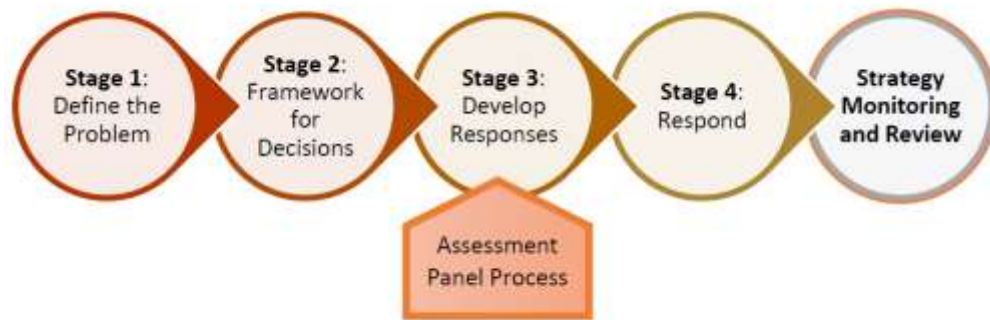 Stage 1:
Define the
Problem
Stage 2:
Framework
for
Decisions
Stage 3:
Develop
Responses
Stage 4:
Respond
Strategy
Monitoring
and Review
Assessment
Panel Process